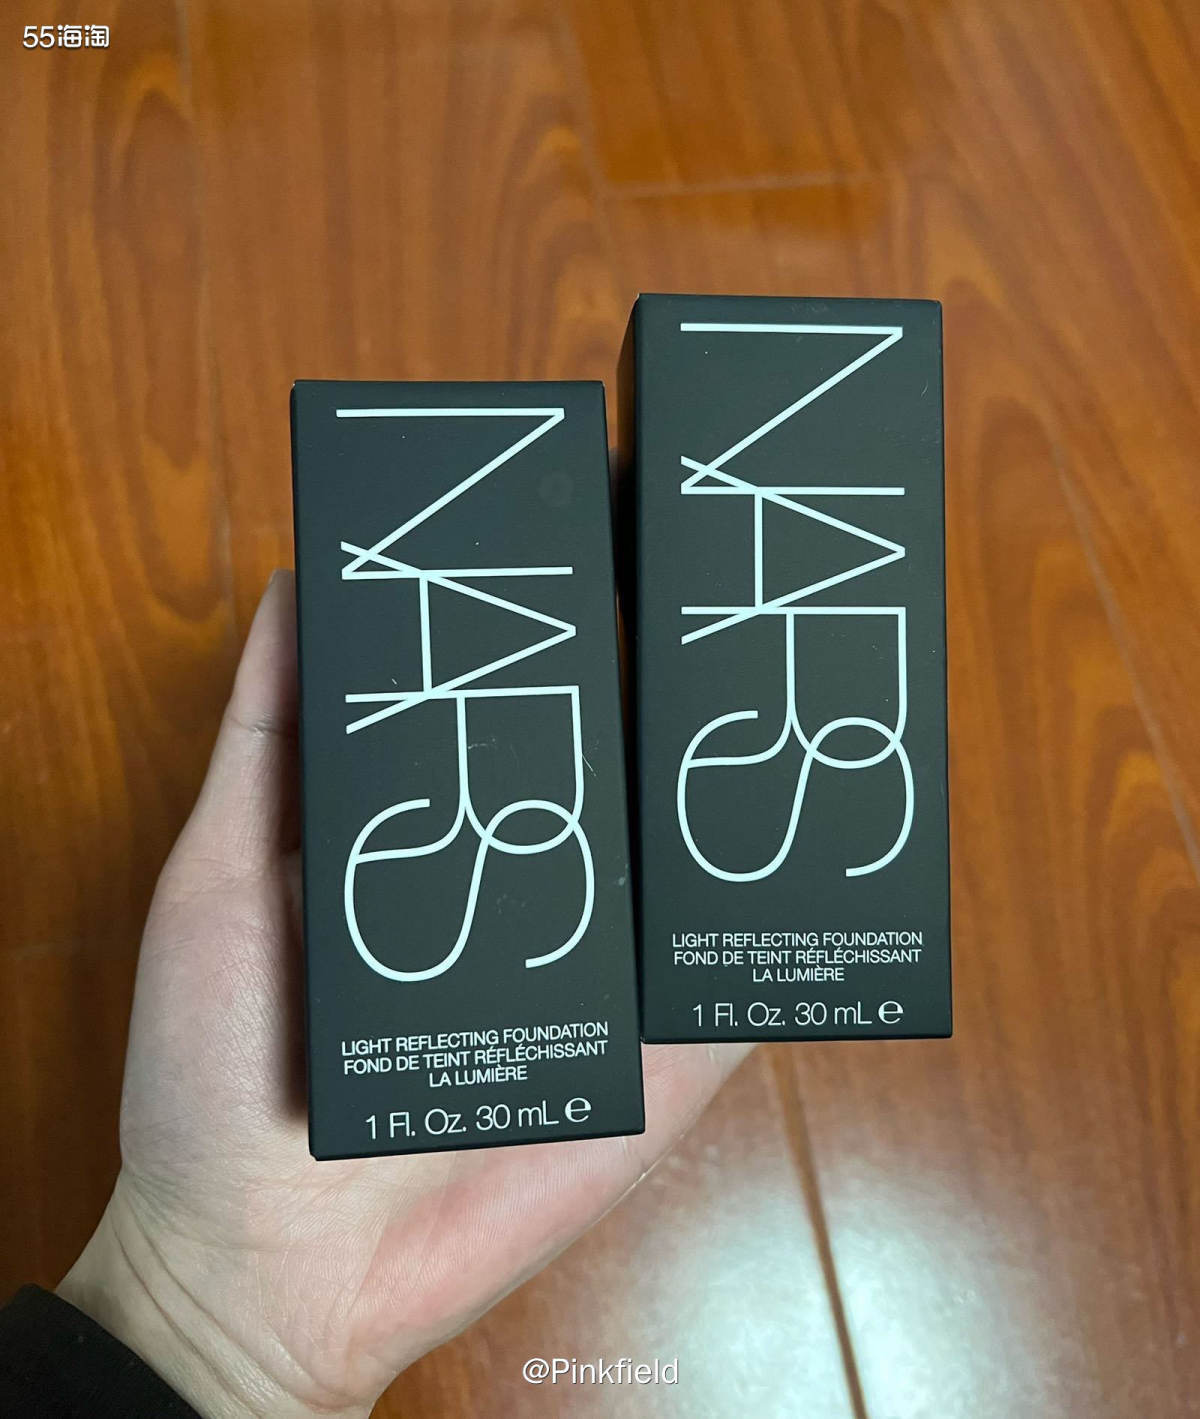 55海淘
NARS
LIGHT REFLECTING FOUNDATION
FOND DE TEINT RÉFLÉCHISSANT
LA LUMIÈRE
1 Fl. Oz. 30 mL ℮
NARS
LIGHT REFLECTING FOUNDATION
FOND DE TEINT RÉFLÉCHISSANT
LA LUMIÈRE
1 Fl. Oz. 30 mL ℮
@Pinkfield